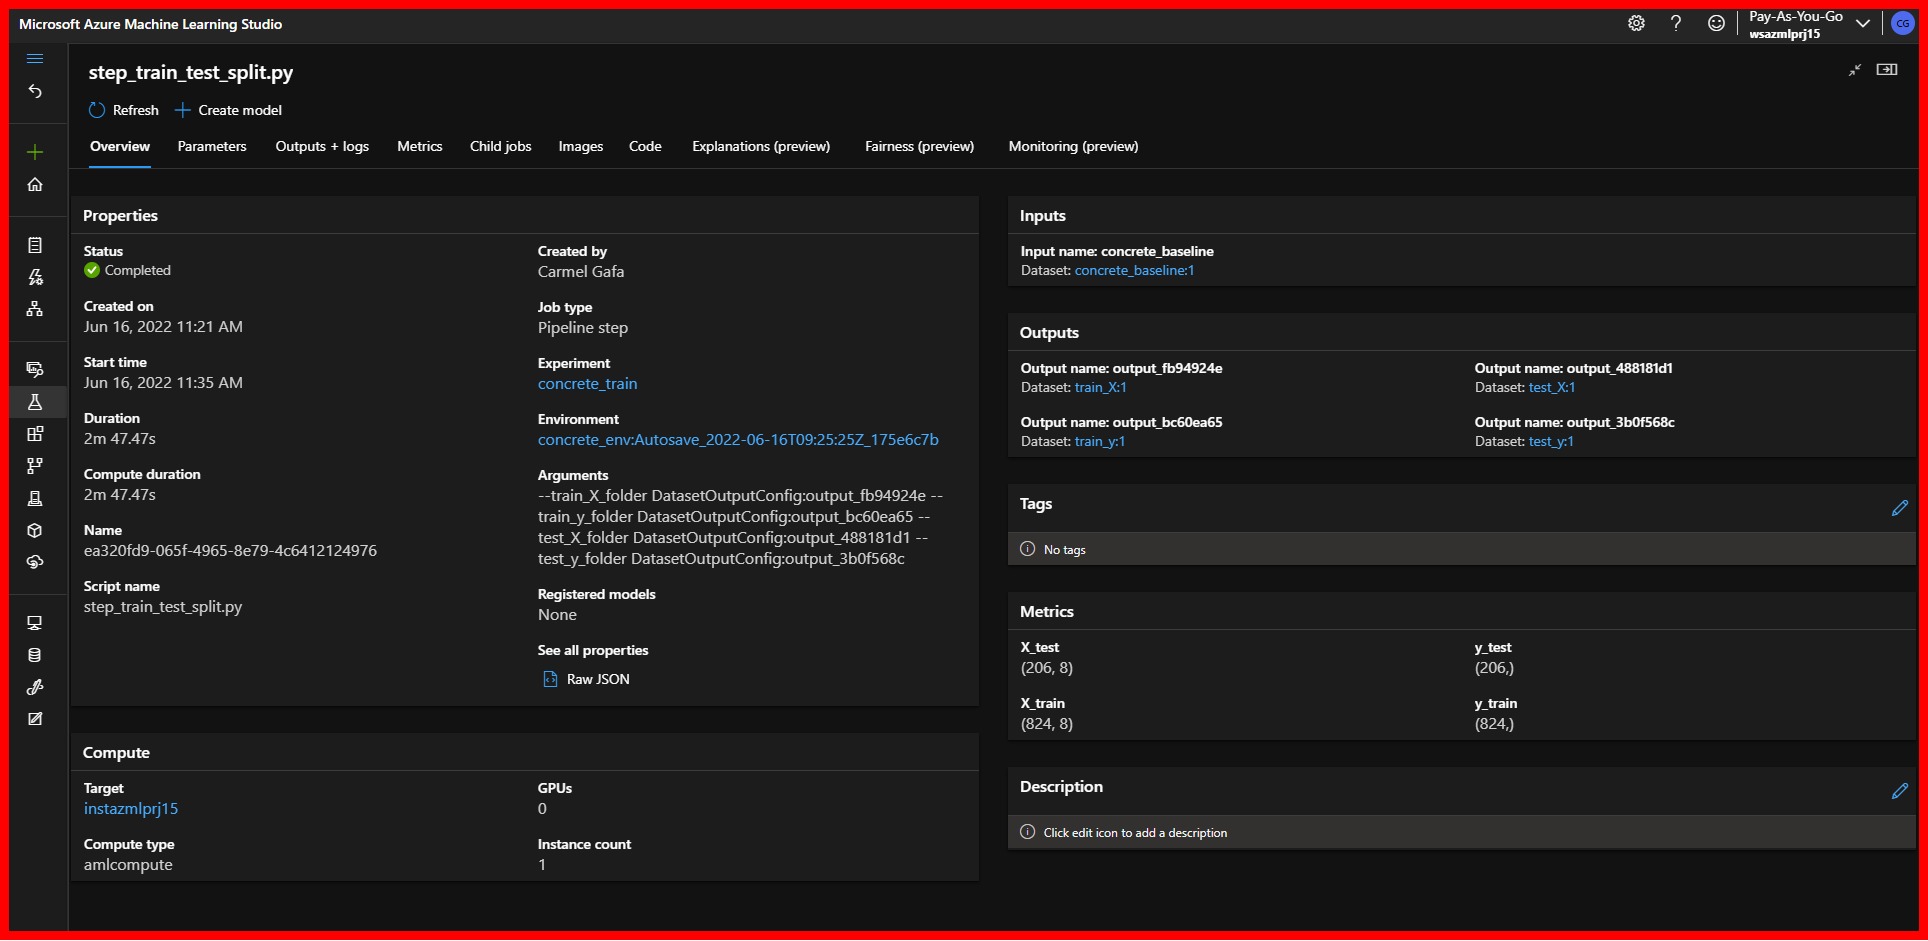 Microsoft Azure Machine Learning Studio
Pay-As-You-Go
wsazmlprj15
CG
step_train_test_split.py
Refresh
Create model
Overview
Parameters
Outputs + logs
Metrics
Child jobs
Images
Code
Explanations (preview)
Fairness (preview)
Monitoring (preview)
Properties
Status
Completed
Created on
Jun 16, 2022 11:21 AM
Start time
Jun 16, 2022 11:35 AM
Duration
2m 47.47s
Compute duration
2m 47.47s
Name
ea320fd9-065f-4965-8e79-4c6412124976
Script name
step_train_test_split.py
Created by
Carmel Gafa
Job type
Pipeline step
Experiment
concrete_train
Environment
concrete_env:Autosave_2022-06-16T09:25:25Z_175e6c7b
Arguments
--train_X_folder DatasetOutputConfig:output_fb94924e --
train_y_folder DatasetOutputConfig:output_bc60ea65 --
test_X_folder DatasetOutputConfig:output_488181d1 --
test_y_folder DatasetOutputConfig:output_3b0f568c
Registered models
None
See all properties
Raw JSON
Compute
Target
instazmlprj15
Compute type
amlcompute
GPUs
0
Instance count
1
Inputs
Input name: concrete_baseline
Dataset: concrete_baseline:1
Outputs
Output name: output_fb94924e
Dataset: train_X:1
Output name: output_488181d1
Dataset: test_X:1
Output name: output_bc60ea65
Dataset: train_y:1
Output name: output_3b0f568c
Dataset: test_y:1
Tags
No tags
Metrics
X_test
(206, 8)
y_test
(206,)
X_train
(824, 8)
y_train
(824,)
Description
Click edit icon to add a description